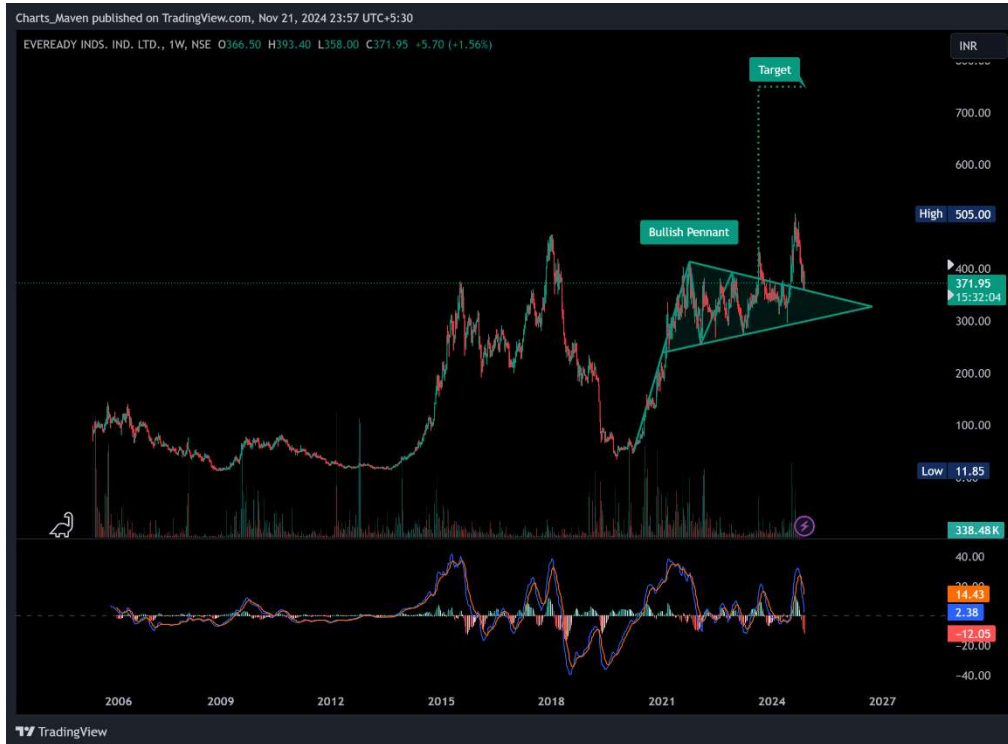 Charts_Maven published on TradingView.com, Nov 21, 2024 23:57 UTC+5:30
EVEREADY INDS. IND. LTD., 1W, NSE O366.50 H393.40 L358.00 C371.95 +5.70 (+1.56%)
INR
Target
700.00
600.00
High 505.00
Bullish Pennant
400.00
371.95
15:32:04
300.00
200.00
100.00
Low 11.85
338.48K
40.00
14.43
2.38
−12.05
−20.00
−40.00
2006 2009 2012 2015 2018 2021 2024 2027
TradingView